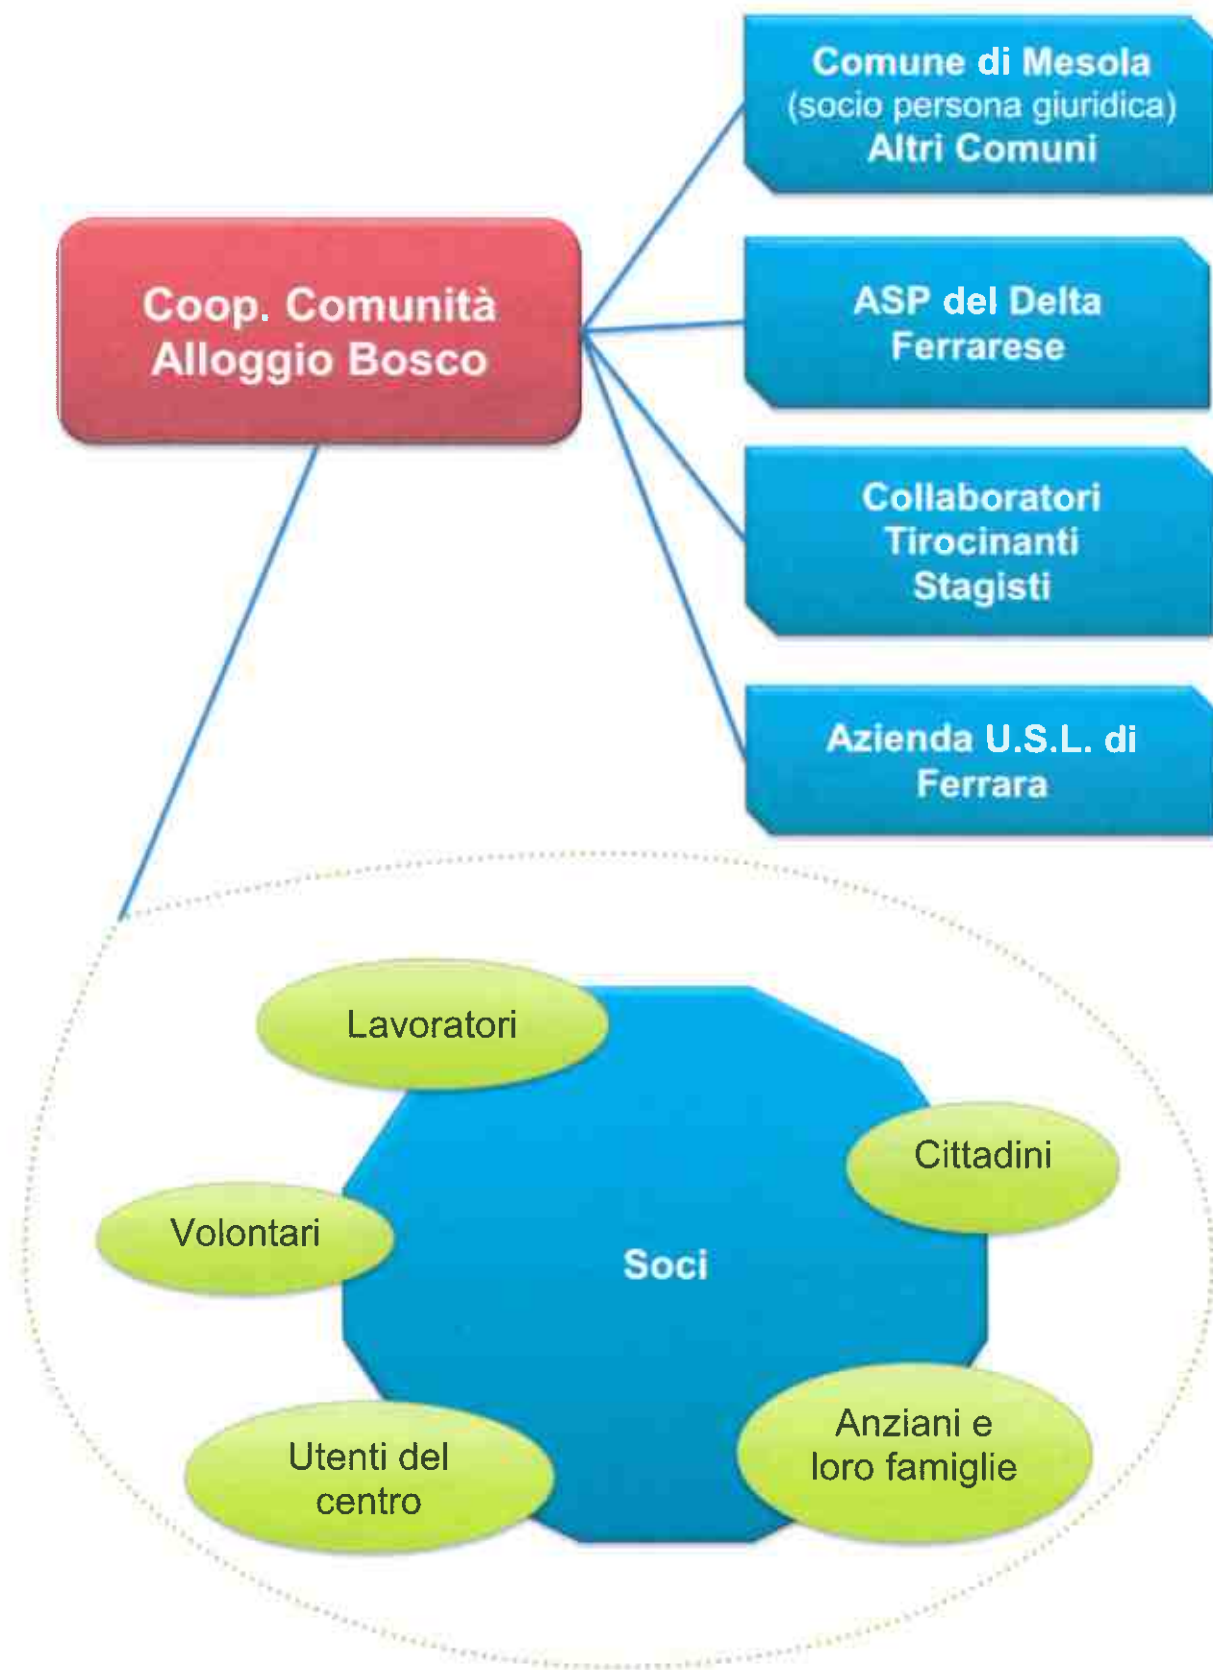 Comune di Mesola
(socio persona giuridica)
Altri Comuni
Coop. Comunità
Alloggio Bosco
ASP del Delta
Ferrarese
Collaboratori
Tirocinanti
Stagisti
Azienda U.S.L. di
Ferrara
Lavoratori
Cittadini
Volontari
Soci
Anziani e
loro famiglie
Utenti del
centro